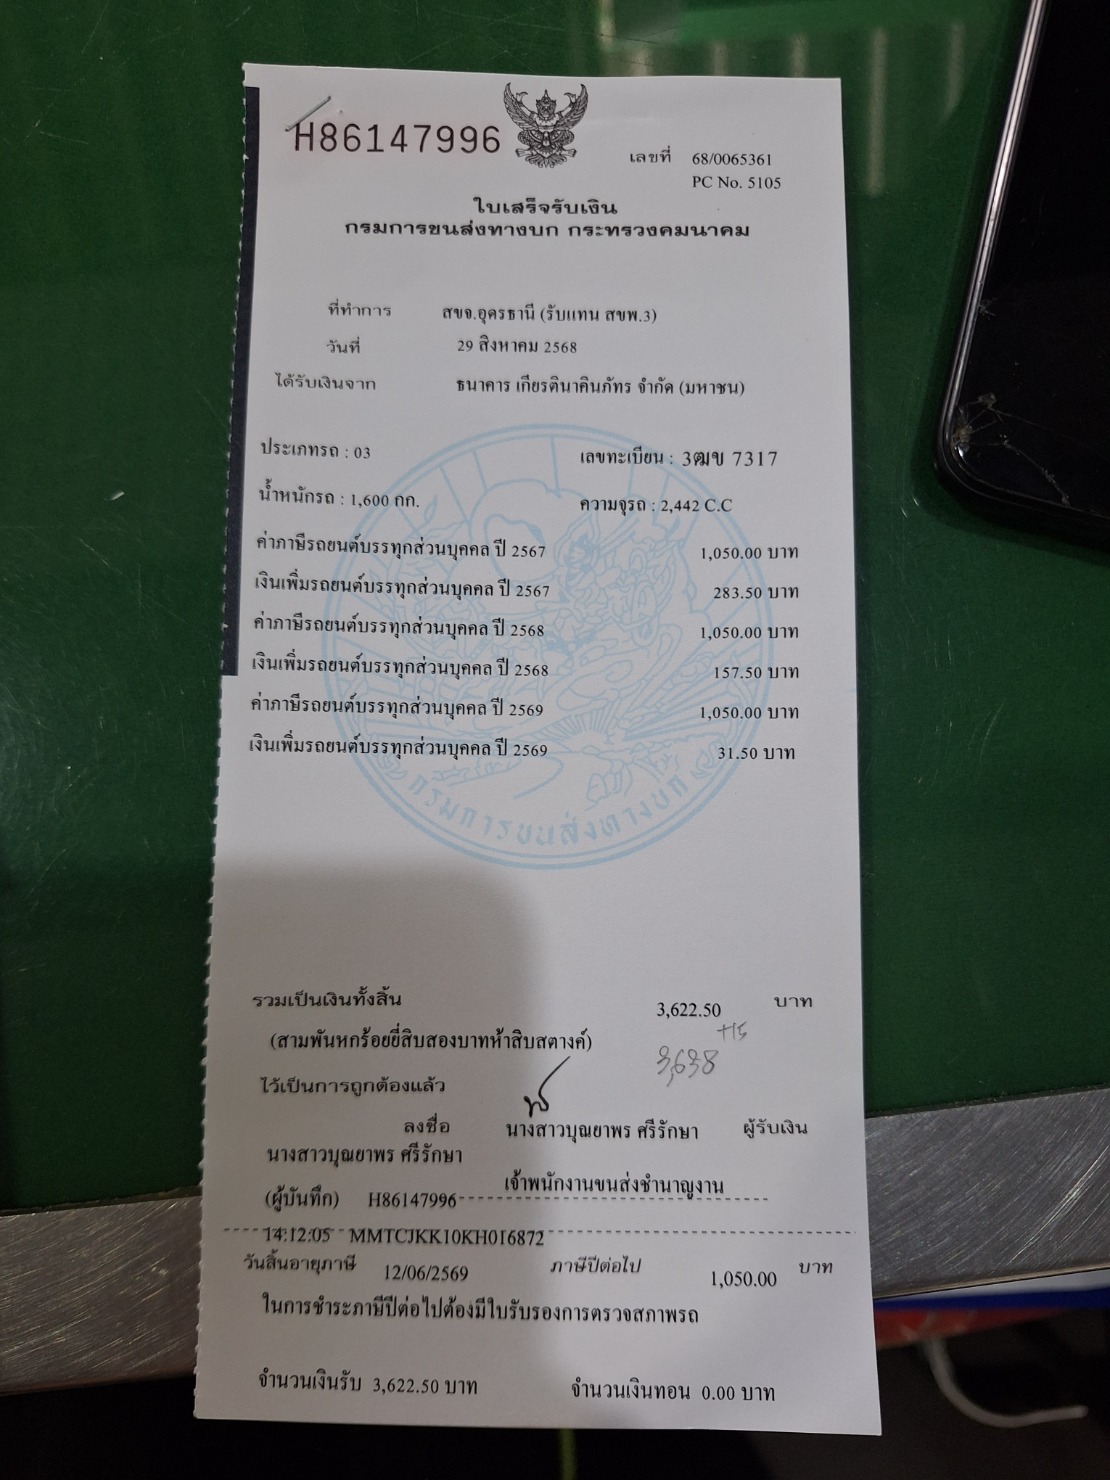 H86147996
เลขที่ 68/0065361
PC No. 5105
ใบเสร็จรับเงิน
กรมการขนส่งทางบก กระทรวงคมนาคม
ที่ทำการ สขจ.อุดรธานี (รับแทน สขพ.3)
วันที่ 29 สิงหาคม 2568
ได้รับเงินจาก ธนาคาร เกียรตินาคินภัทร จำกัด (มหาชน)
ประเภทรถ : 03 เลขทะเบียน : 3ฒข 7317
น้ำหนักรถ : 1,600 กก. ความจุรถ : 2,442 C.C
ค่าภาษีรถยนต์บรรทุกส่วนบุคคล ปี 2567 1,050.00 บาท
เงินเพิ่มรถยนต์บรรทุกส่วนบุคคล ปี 2567 283.50 บาท
ค่าภาษีรถยนต์บรรทุกส่วนบุคคล ปี 2568 1,050.00 บาท
เงินเพิ่มรถยนต์บรรทุกส่วนบุคคล ปี 2568 157.50 บาท
ค่าภาษีรถยนต์บรรทุกส่วนบุคคล ปี 2569 1,050.00 บาท
เงินเพิ่มรถยนต์บรรทุกส่วนบุคคล ปี 2569 31.50 บาท
กรมการขนส่งทางบก
รวมเป็นเงินทั้งสิ้น 3,622.50 บาท
+15
(สามพันหกร้อยยี่สิบสองบาทห้าสิบสตางค์) 3,638
ไว้เป็นการถูกต้องแล้ว
ลงชื่อ นางสาวบุณยาพร ศรีรักษา ผู้รับเงิน
นางสาวบุณยาพร ศรีรักษา
เจ้าพนักงานขนส่งชำนาญงาน
(ผู้บันทึก) H86147996
14:12:05 MMTCJKK10KH016872
วันสิ้นอายุภาษี 12/06/2569 ภาษีปีต่อไป 1,050.00 บาท
ในการชำระภาษีปีต่อไปต้องมีใบรับรองการตรวจสภาพรถ
จำนวนเงินรับ 3,622.50 บาท จำนวนเงินทอน 0.00 บาท